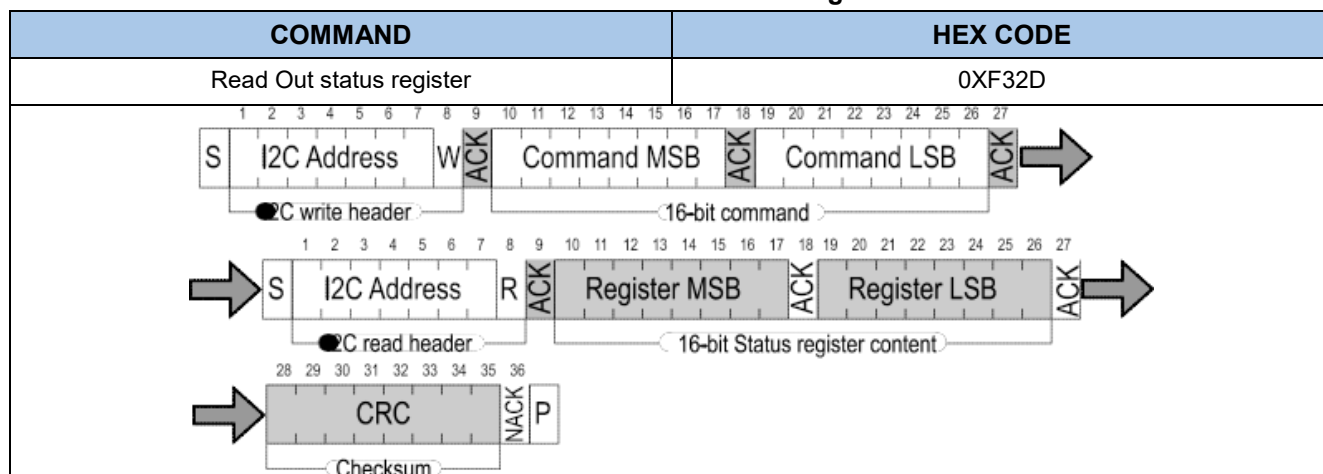 COMMAND HEX CODE
Read Out status register 0XF32D
1 2 3 4 5 6 7 9 10 11 12 13 14 15 16 17 18 19 20 21 22 23 24 25 26 27
S I2C Address W ACK Command MSB ACK Command LSB ACK
2C write header 16-bit command
1 2 3 4 5 6 7 8 9 10 11 12 13 14 15 16 17 18 19 20 21 22 23 24 25 26 27
S I2C Address R ACK Register MSB ACK Register LSB ACK
2C read header 16-bit Status register content
28 29 30 31 32 33 34 35 36
CRC NACK P
Checksum